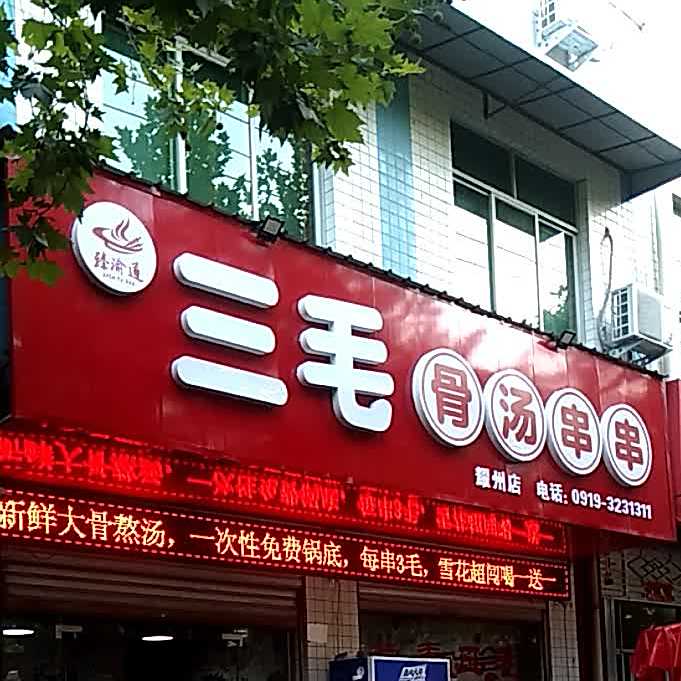 臻渝道
三毛骨汤串串
耀州店 电话：0919-3231311
新鲜大骨熬汤，一次性免费锅底，每串3毛，雪花超闯喝一送一